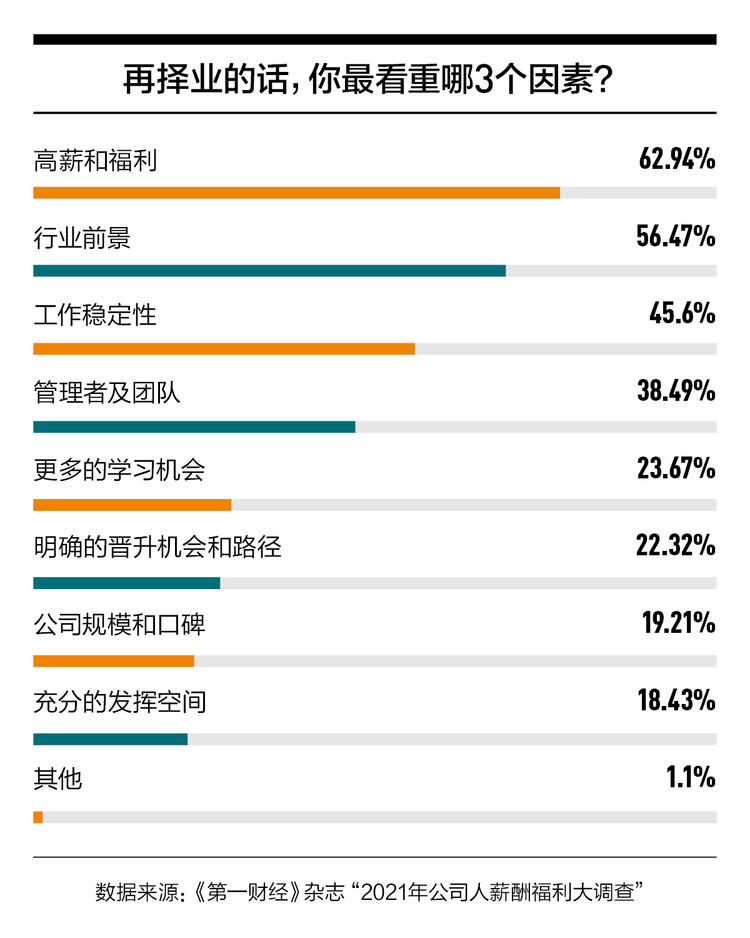 再择业的话，你最看重哪3个因素？
高薪和福利 62.94%
行业前景 56.47%
工作稳定性 45.6%
管理者及团队 38.49%
更多的学习机会 23.67%
明确的晋升机会和路径 22.32%
公司规模和口碑 19.21%
充分的发挥空间 18.43%
其他 1.1%
数据来源：《第一财经》杂志“2021年公司人薪酬福利大调查”